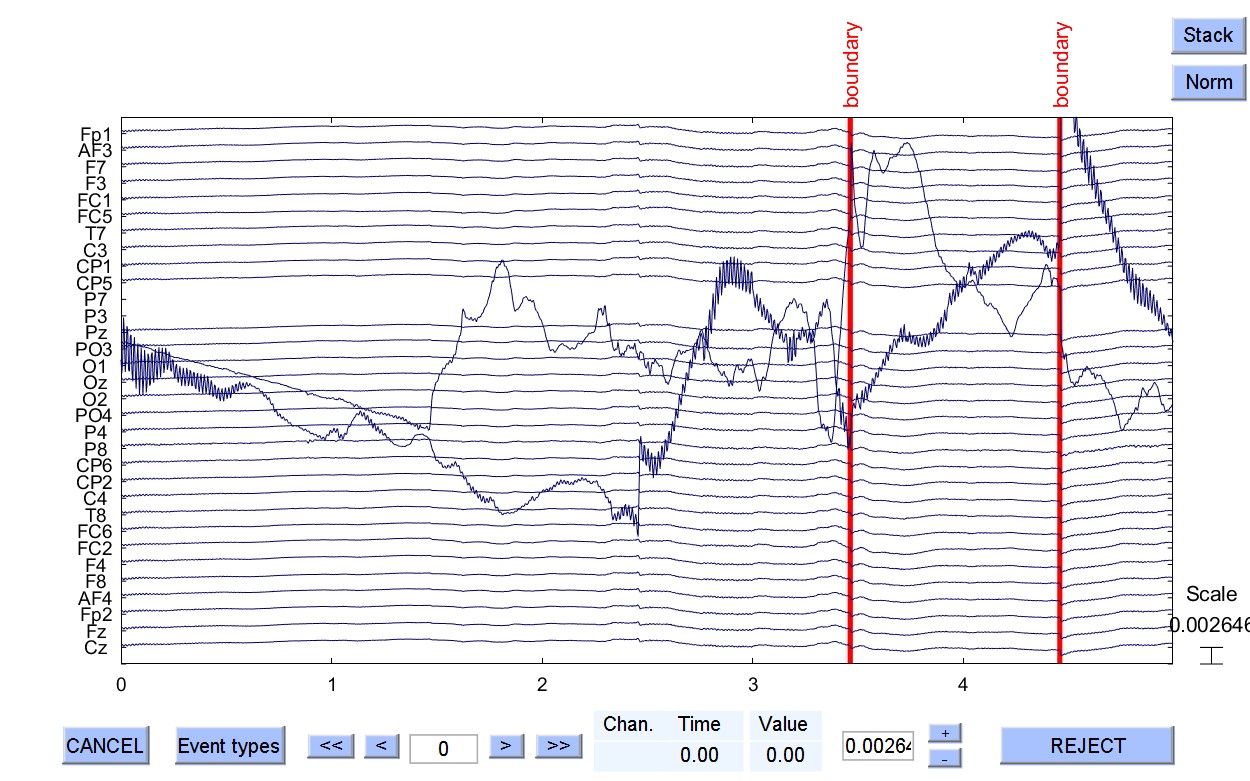 boundary
boundary
Stack
Norm
Fp1
AF3
F7
F3
FC1
FC5
T7
C3
CP1
CP5
P7
P3
Pz
PO3
O1
Oz
O2
PO4
P4
P8
CP6
CP2
C4
T8
FC6
FC2
F4
F8
AF4
Fp2
Fz
Cz
Scale
0.002646
0 1 2 3 4
Chan. Time Value
CANCEL Event types << < 0 > >> 0.00 0.00 0.0026 + - REJECT